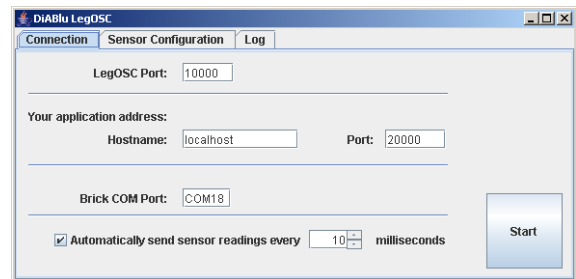 DiABlu LegOSC
Connection Sensor Configuration Log
LegOSC Port: 10000
Your application address:
Hostname: localhost Port: 20000
Brick COM Port: COM18
Automatically send sensor readings every 10 milliseconds
Start